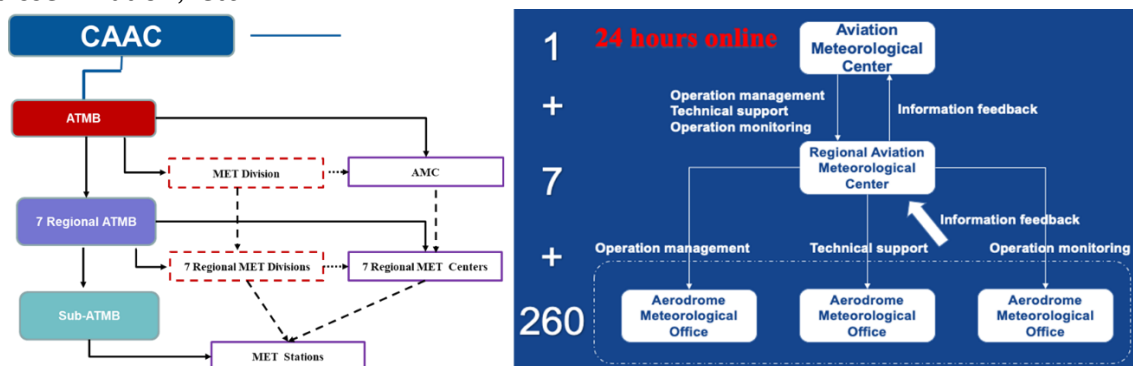 CAAC
ATMB
MET Division
AMC
7 Regional ATMB
7 Regional MET Divisions
7 Regional MET Centers
Sub-ATMB
MET Stations
1
24 hours online
Aviation
Meteorological
Center
+
Operation management
Technical support
Operation monitoring
Information feedback
7
Regional Aviation
Meteorological
Center
Information feedback
+
Operation management
Technical support
Operation monitoring
260
Aerodrome
Meteorological
Office
Aerodrome
Meteorological
Office
Aerodrome
Meteorological
Office